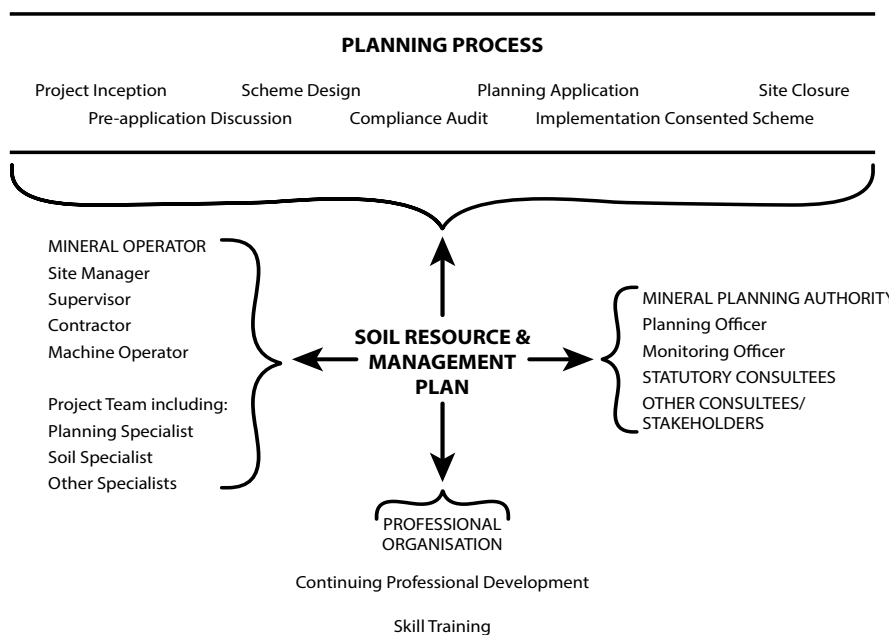 PLANNING PROCESS
Project Inception Scheme Design Planning Application Site Closure
Pre-application Discussion Compliance Audit Implementation Consented Scheme
MINERAL OPERATOR
Site Manager
Supervisor
Contractor
Machine Operator
Project Team including:
Planning Specialist
Soil Specialist
Other Specialists
SOIL RESOURCE &
MANAGEMENT
PLAN
MINERAL PLANNING AUTHORITY
Planning Officer
Monitoring Officer
STATUTORY CONSULTEES
OTHER CONSULTEES/
STAKEHOLDERS
PROFESSIONAL
ORGANISATION
Continuing Professional Development
Skill Training